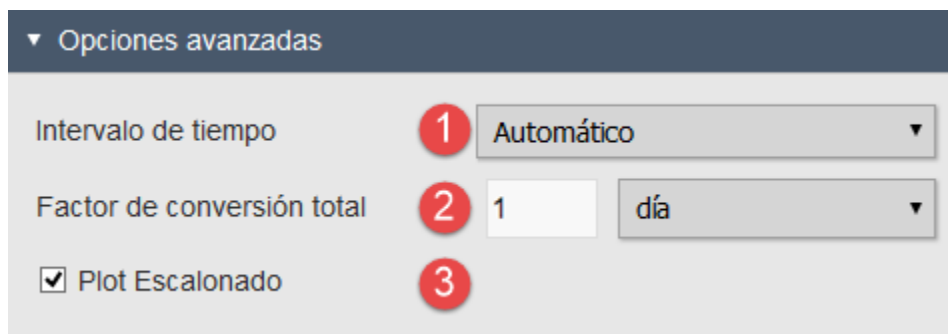 Opciones avanzadas
Intervalo de tiempo 1 Automático
Factor de conversión total 2 1 día
Plot Escalonado 3